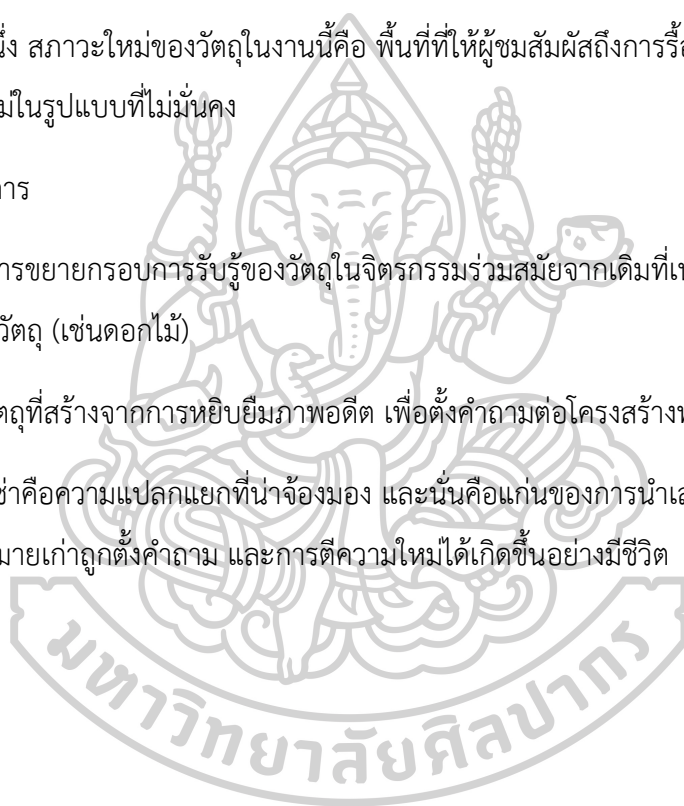 นึ่ง สภาวะใหม่ของวัตถุในงานนี้คือ พื้นที่ที่ให้ผู้ชมสัมผัสถึงการรื้อ
ม่ในรูปแบบที่ไม่มั่นคง
การ
ารขยายกรอบการรับรู้ของวัตถุในจิตรกรรมร่วมสมัยจากเดิมที่เ
วัตถุ (เช่นดอกไม้)
ตถุที่สร้างจากการหยิบยืมภาพอดีต เพื่อตั้งคำถามต่อโครงสร้าง
ช่าคือความแปลกแยกที่น่าจ้องมอง และนั่นคือแก่นของการนำเส
มายเก่าถูกตั้งคำถาม และการตีความใหม่ได้เกิดขึ้นอย่างมีชีวิต
มหาวิทยาลัยศิลปากร